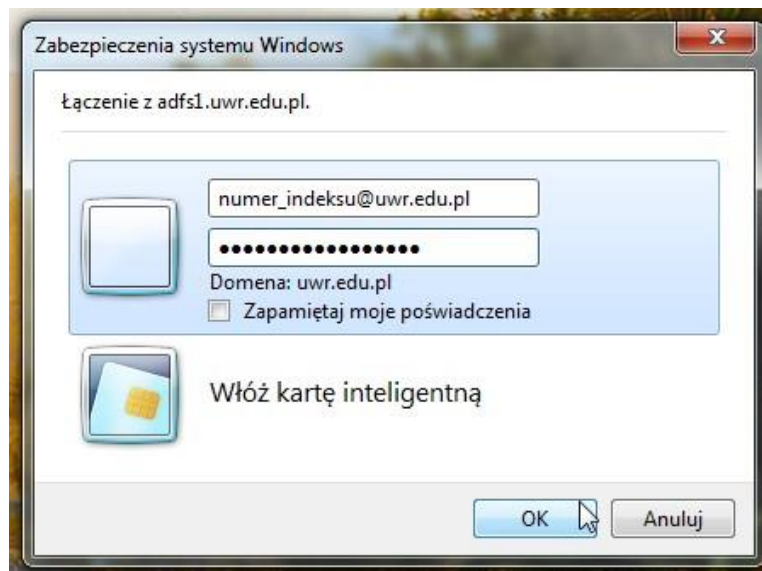 Zabezpieczenia systemu Windows
Łączenie z adfs1.uwr.edu.pl.
numer_indeksu@uwr.edu.pl
●●●●●●●●●●●●●●●●●
Domena: uwr.edu.pl
Zapamiętaj moje poświadczenia
Włóż kartę inteligentną
OK Anuluj